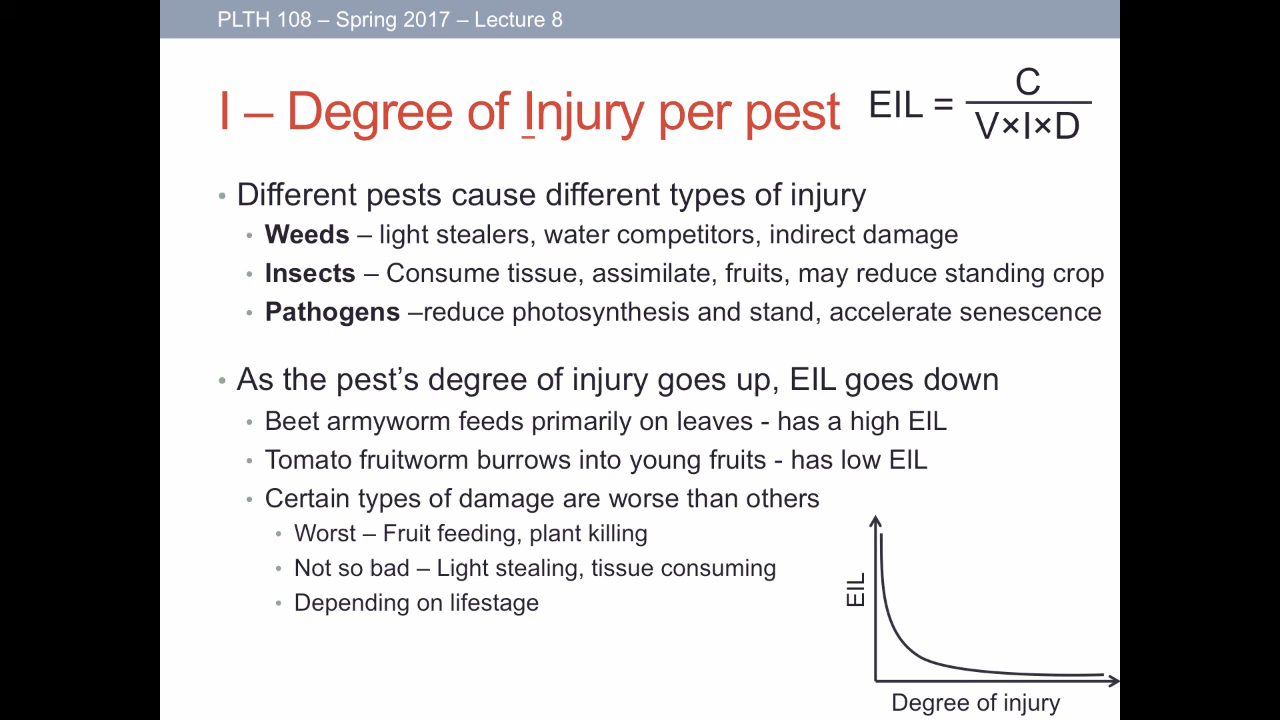 PLTH 108 – Spring 2017 – Lecture 8
I – Degree of Injury per pest
EIL = C
V×I×D
• Different pests cause different types of injury
• Weeds – light stealers, water competitors, indirect damage
• Insects – Consume tissue, assimilate, fruits, may reduce standing crop
• Pathogens –reduce photosynthesis and stand, accelerate senescence
• As the pest’s degree of injury goes up, EIL goes down
• Beet armyworm feeds primarily on leaves - has a high EIL
• Tomato fruitworm burrows into young fruits - has low EIL
• Certain types of damage are worse than others
• Worst – Fruit feeding, plant killing
• Not so bad – Light stealing, tissue consuming
• Depending on lifestage
EIL
Degree of injury